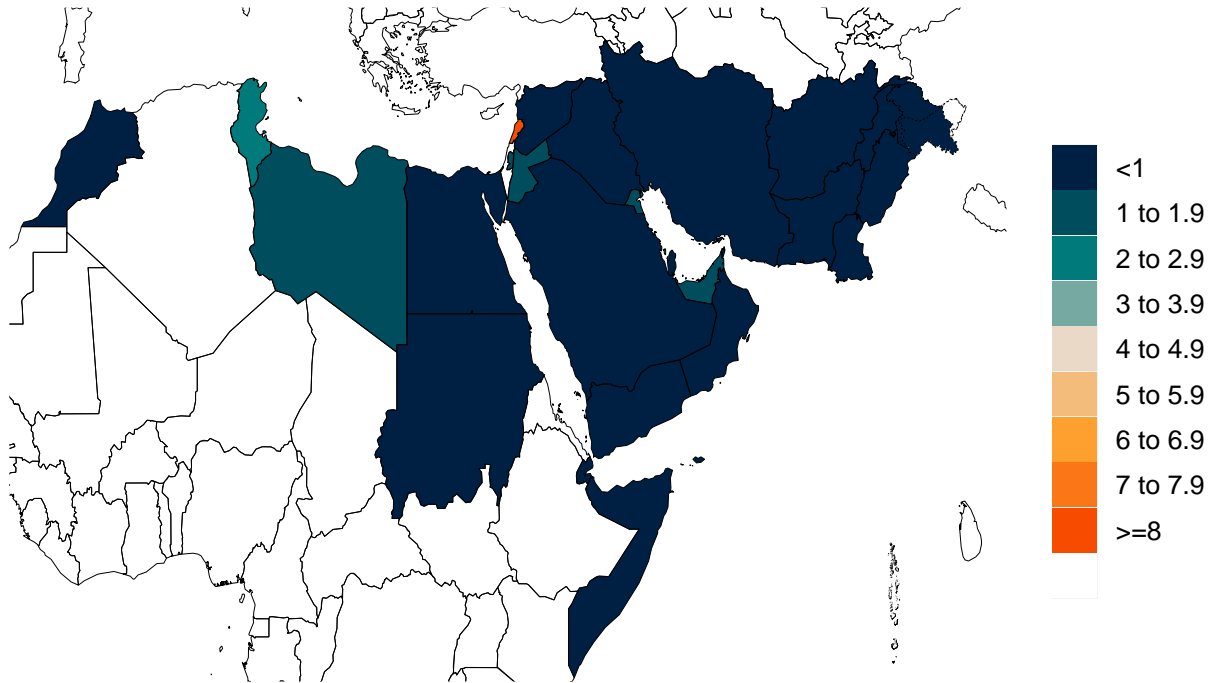 <1
1 to 1.9
2 to 2.9
3 to 3.9
4 to 4.9
5 to 5.9
6 to 6.9
7 to 7.9
>=8